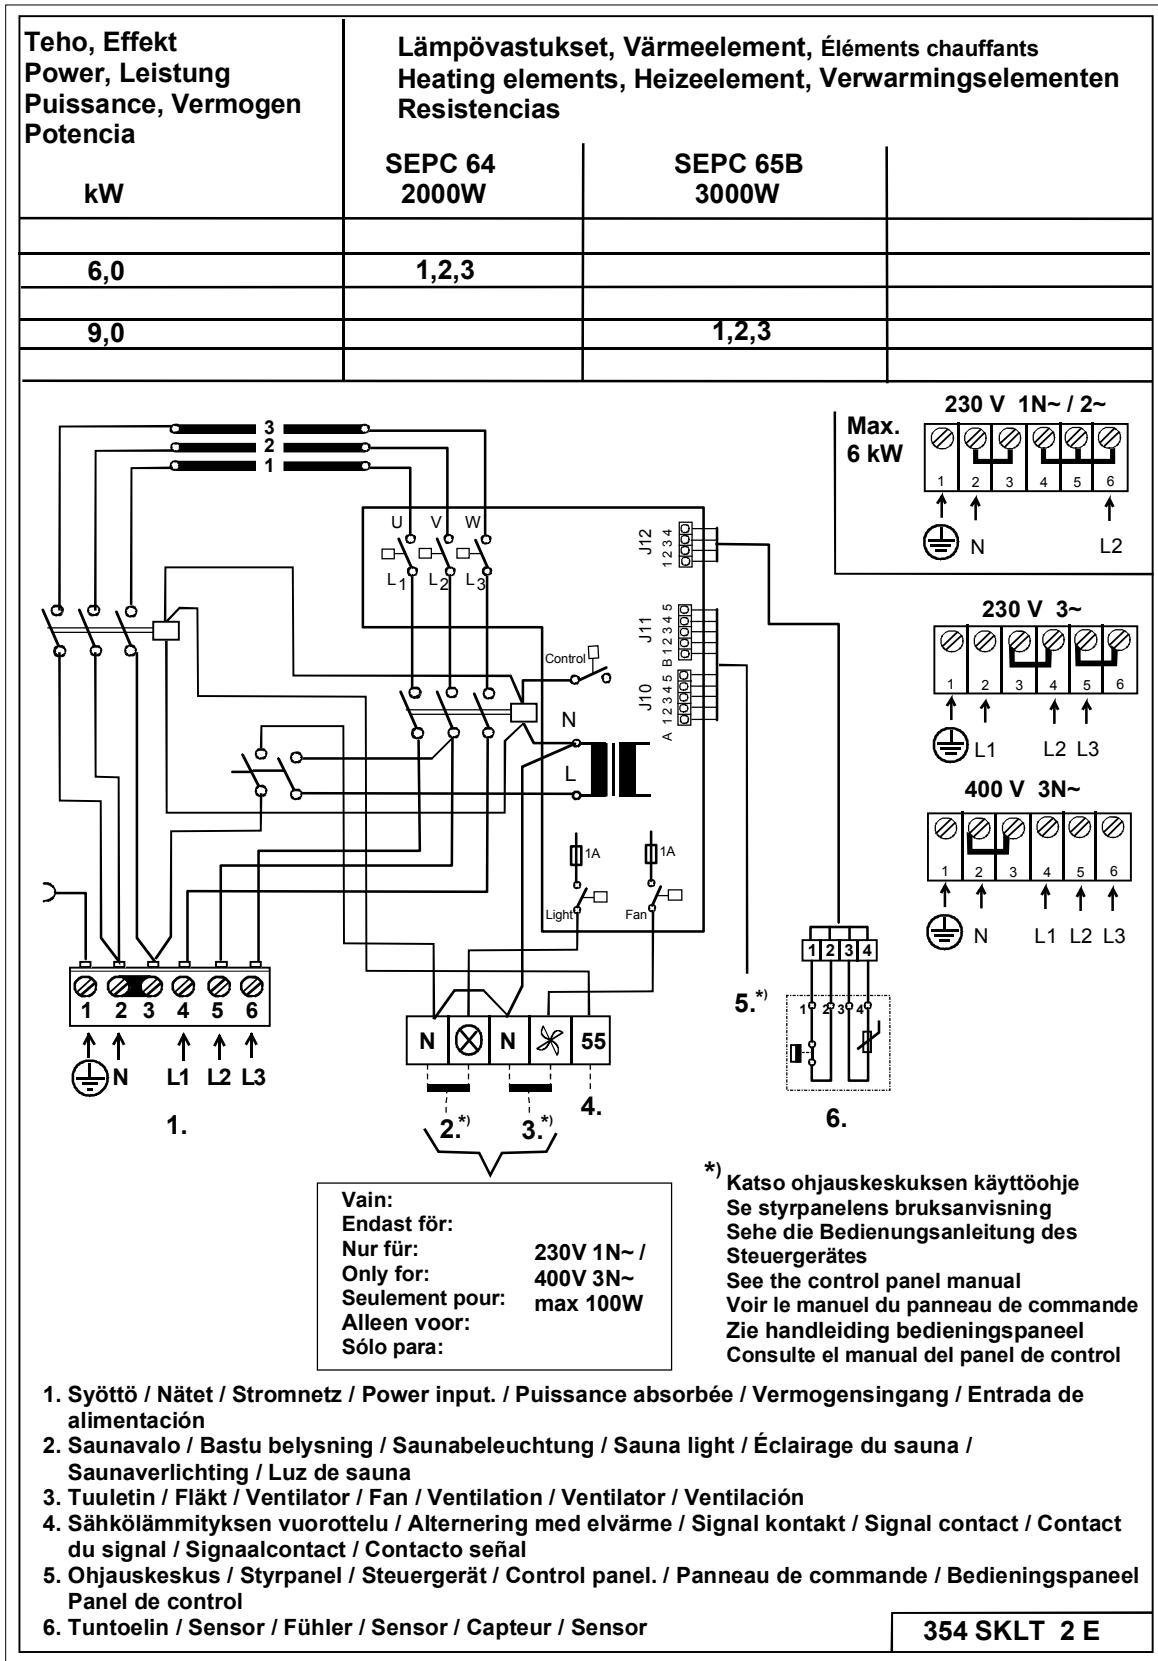 Teho, Effekt
Power, Leistung
Puissance, Vermogen
Potencia
kW
Lämpövastukset, Värmeelement, Éléments chauffants
Heating elements, Heizeelement, Verwarmingselementen
Resistencias
SEPC 64
2000W
SEPC 65B
3000W
6,0 1,2,3
9,0 1,2,3
3
2
1
U V W
L1 L2 L3
J12
1 2 3 4
J11
B 1 2 3 4 5
J10
A 1 2 3 4 5
Control
N
L
1A 1A
Light Fan
Max.
6 kW
230 V 1N~ / 2~
1 2 3 4 5 6
N L2
230 V 3~
1 2 3 4 5 6
L1 L2 L3
400 V 3N~
1 2 3 4 5 6
N L1 L2 L3
1 2 3 4 5 6
N L1 L2 L3
1.
N N 55
2.*) 3.*) 4.
5.*)
1 2 3 4
1 2 3 4
6.
Vain:
Endast för:
Nur für:
Only for:
Seulement pour:
Alleen voor:
Sólo para:
230V 1N~ /
400V 3N~
max 100W
*) Katso ohjauskeskuksen käyttöohje
Se styrpanelens bruksanvisning
Sehe die Bedienungsanleitung des
Steuergerätes
See the control panel manual
Voir le manuel du panneau de commande
Zie handleiding bedieningspaneel
Consulte el manual del panel de control
1. Syöttö / Nätet / Stromnetz / Power input. / Puissance absorbée / Vermogensingang / Entrada de
alimentación
2. Saunavalo / Bastu belysning / Saunabeleuchtung / Sauna light / Éclairage du sauna /
Saunaverlichting / Luz de sauna
3. Tuuletin / Fläkt / Ventilator / Fan / Ventilation / Ventilator / Ventilación
4. Sähkölämmityksen vuorottelu / Alternering med elvärme / Signal kontakt / Signal contact / Contact
du signal / Signaalcontact / Contacto señal
5. Ohjauskeskus / Styrpanel / Steuergerät / Control panel. / Panneau de commande / Bedieningspaneel
Panel de control
6. Tuntoelin / Sensor / Fühler / Sensor / Capteur / Sensor
354 SKLT 2 E